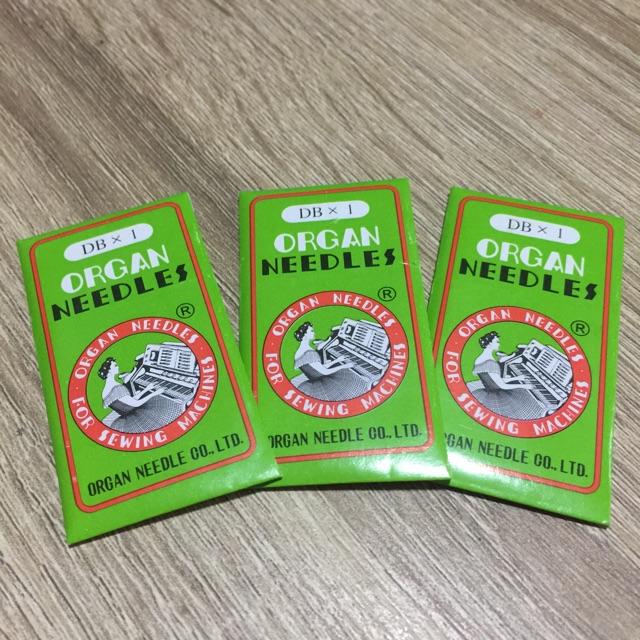 DB × 1
ORGAN
NEEDLES
®
ORGAN NEEDLES
FOR SEWING MACHINES
ORGAN NEEDLE CO., LTD.
DB × 1
ORGAN
NEEDLES
®
ORGAN NEEDLES
FOR SEWING MACHINES
ORGAN NEEDLE CO., LTD.
DB × 1
ORGAN
NEEDLES
®
ORGAN NEEDLES
FOR SEWING MACHINES
RGAN NEEDLE CO., LTD.